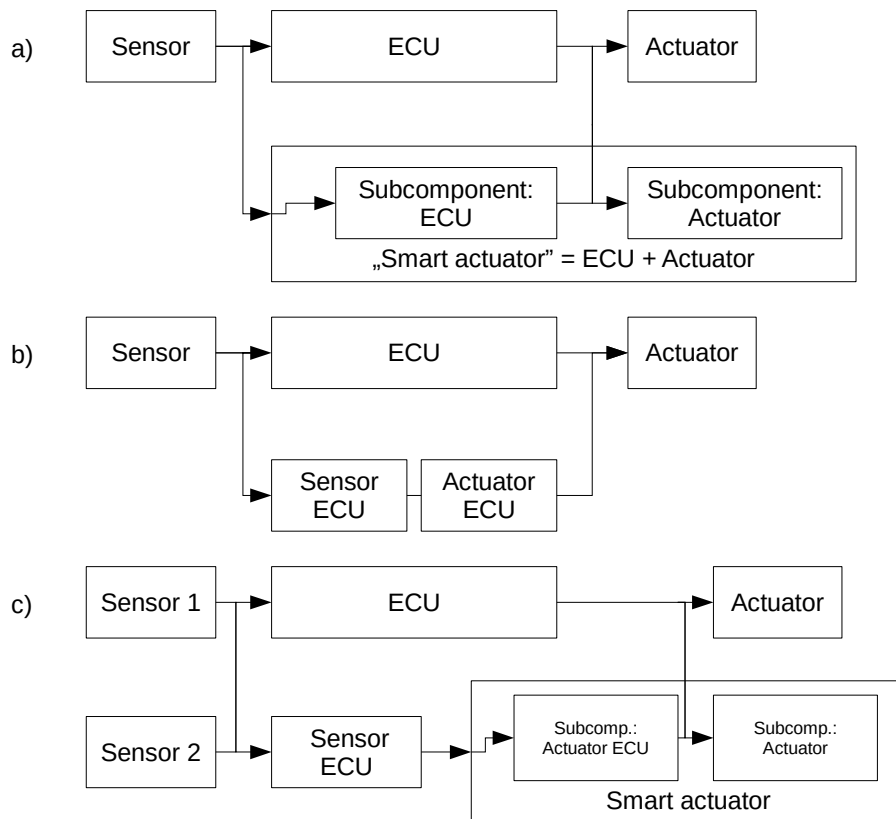 a)
Sensor
ECU
Actuator
Subcomponent:
ECU
Subcomponent:
Actuator
„Smart actuator” = ECU + Actuator
b)
Sensor
ECU
Actuator
Sensor
ECU
Actuator
ECU
c)
Sensor 1
ECU
Actuator
Sensor 2
Sensor
ECU
Subcomp.:
Actuator ECU
Subcomp.:
Actuator
Smart actuator